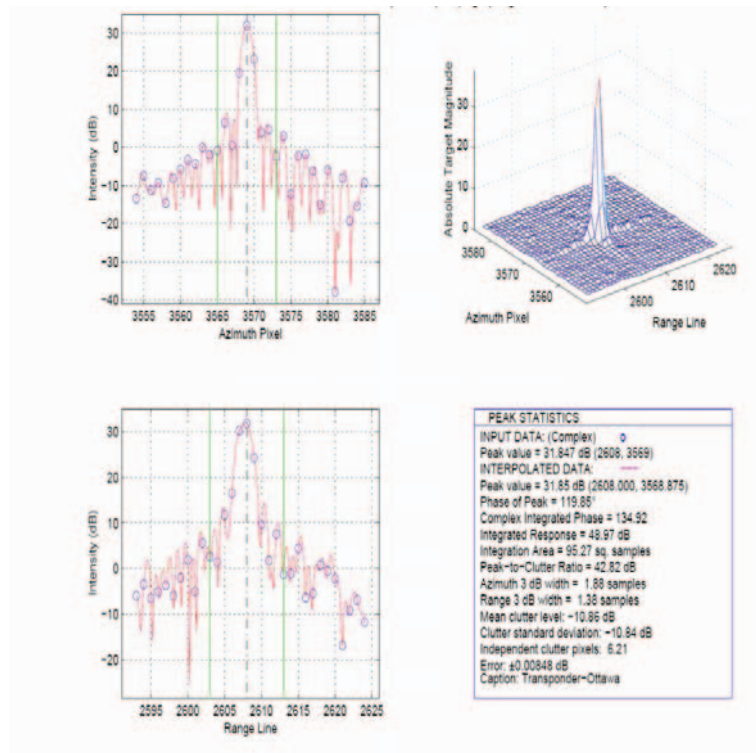 Intensity (dB)
30
20
10
0
−10
−20
−30
−40
3555 3560 3565 3570 3575 3580 3585
Azimuth Pixel
Absolute Target Magnitude
30
20
10
0
3580
3570
3560
Azimuth Pixel
2600
2610
2620
Range Line
Intensity (dB)
30
20
10
0
−10
−20
2595 2600 2605 2610 2615 2620 2625
Range Line
PEAK STATISTICS
INPUT DATA: (Complex)
Peak value = 31.847 dB (2608, 3569)
INTERPOLATED DATA:
Peak value = 31.85 dB (2608.000, 3568.875)
Phase of Peak = 119.85°
Complex Integrated Phase = 134.92
Integrated Response = 48.97 dB
Integration Area = 95.27 sq. samples
Peak−to−Clutter Ratio = 42.82 dB
Azimuth 3 dB width = 1.88 samples
Range 3 dB width = 1.38 samples
Mean clutter level: −10.86 dB
Clutter standard deviation: −10.84 dB
Independent clutter pixels: 6.21
Error: ±0.00848 dB
Caption: Transponder−Ottawa